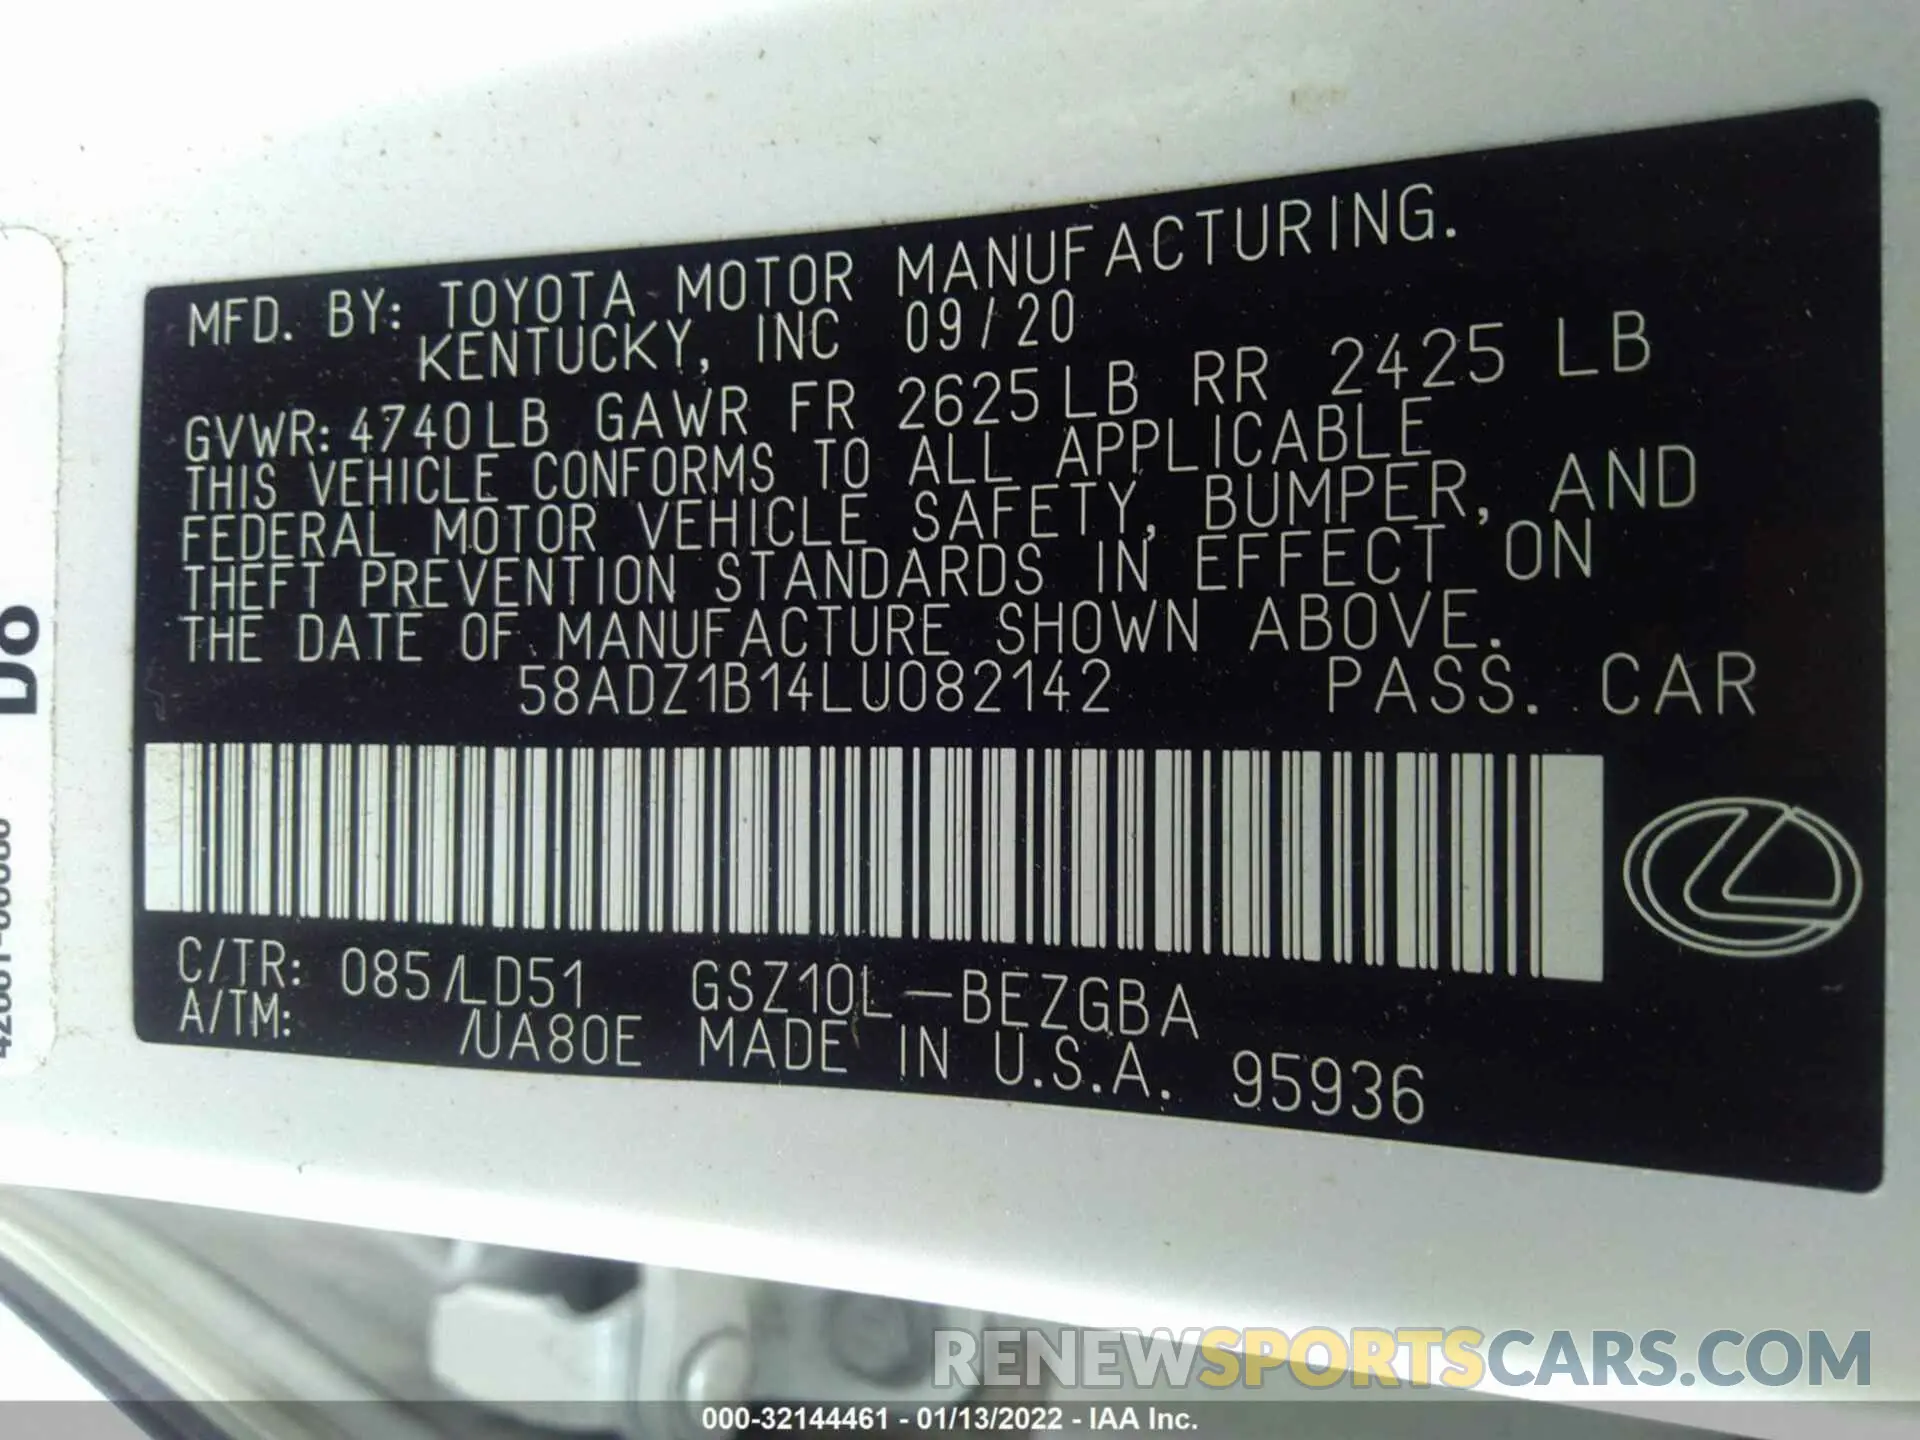 MFD. BY: TOYOTA MOTOR MANUFACTURING.
KENTUCKY, INC 09/20
GVWR: 4740LB GAWR FR 2625LB RR 2425 LB
THIS VEHICLE CONFORMS TO ALL APPLICABLE
FEDERAL MOTOR VEHICLE SAFETY, BUMPER, AND
THEFT PREVENTION STANDARDS IN EFFECT ON
THE DATE OF MANUFACTURE SHOWN ABOVE.
58ADZ1B14LU082142 PASS. CAR
C/TR: 085/LD51 GSZ10L-BEZGBA
A/TM: /UA80E MADE IN U.S.A. 95936
RENEWSPORTSCARS.COM
000-32144461 - 01/13/2022 - IAA Inc.